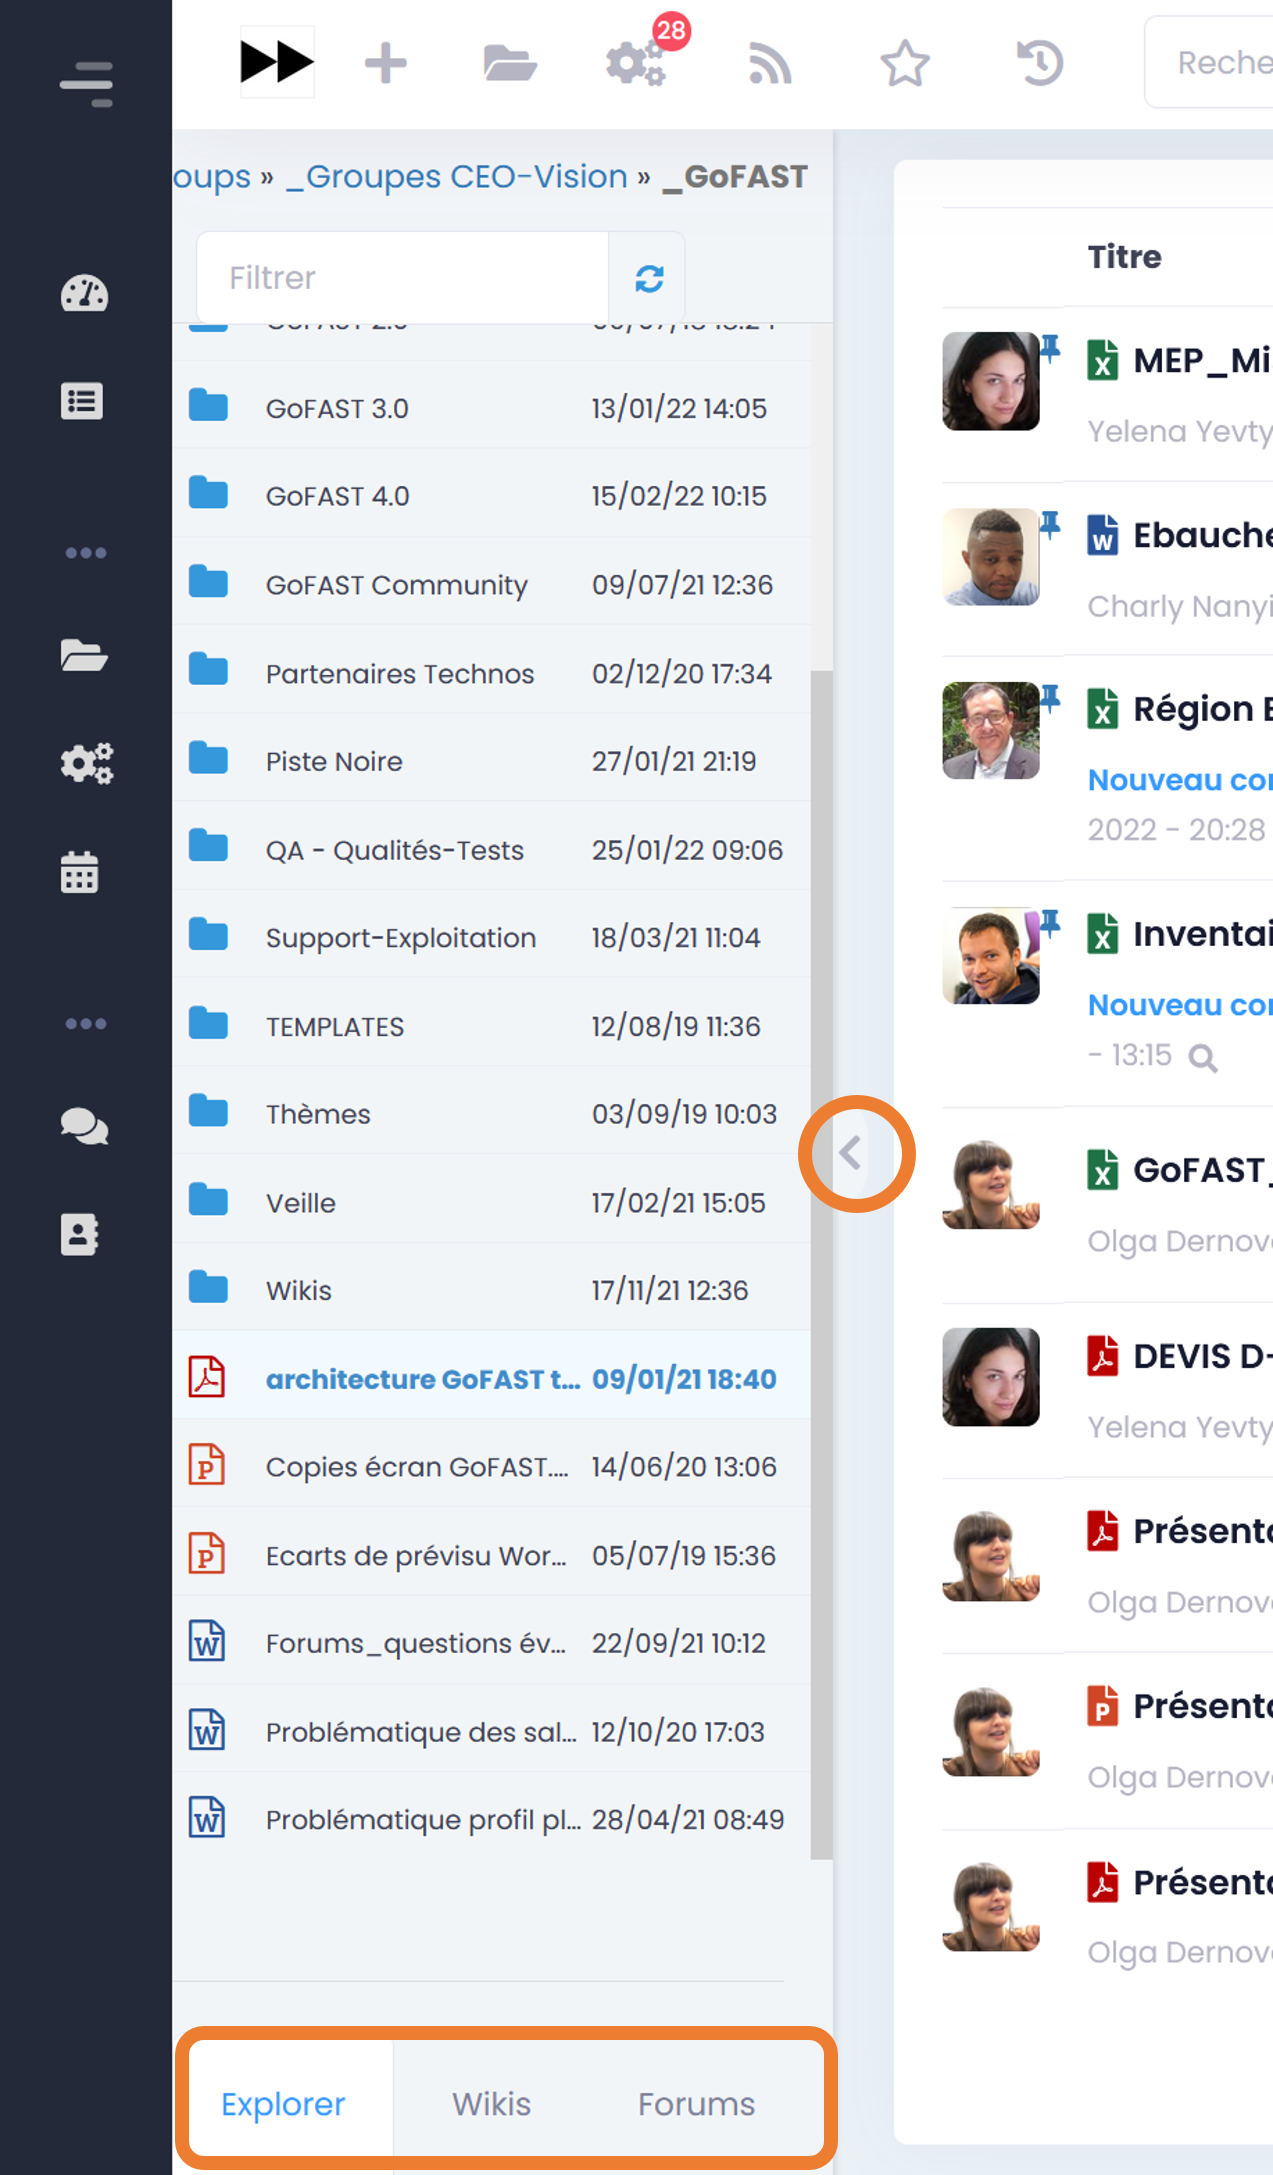 28
Reche
oups » _Groupes CEO-Vision » _GoFAST
Filtrer
GoFAST 3.0 13/01/22 14:05
GoFAST 4.0 15/02/22 10:15
GoFAST Community 09/07/21 12:36
Partenaires Technos 02/12/20 17:34
Piste Noire 27/01/21 21:19
QA - Qualités-Tests 25/01/22 09:06
Support-Exploitation 18/03/21 11:04
TEMPLATES 12/08/19 11:36
Thèmes 03/09/19 10:03
Veille 17/02/21 15:05
Wikis 17/11/21 12:36
architecture GoFAST t... 09/01/21 18:40
Copies écran GoFAST.... 14/06/20 13:06
Ecarts de prévisu Wor... 05/07/19 15:36
Forums_questions év... 22/09/21 10:12
Problématique des sal... 12/10/20 17:03
Problématique profil pl... 28/04/21 08:49
Explorer Wikis Forums
Titre
MEP_Mi
Yelena Yevty
Ebauche
Charly Nanyi
Région E
Nouveau cor
2022 - 20:28
Inventai
Nouveau cor
- 13:15
GoFAST_
Olga Dernov
DEVIS D-
Yelena Yevty
Présenta
Olga Dernov
Présenta
Olga Dernov
Présenta
Olga Dernov